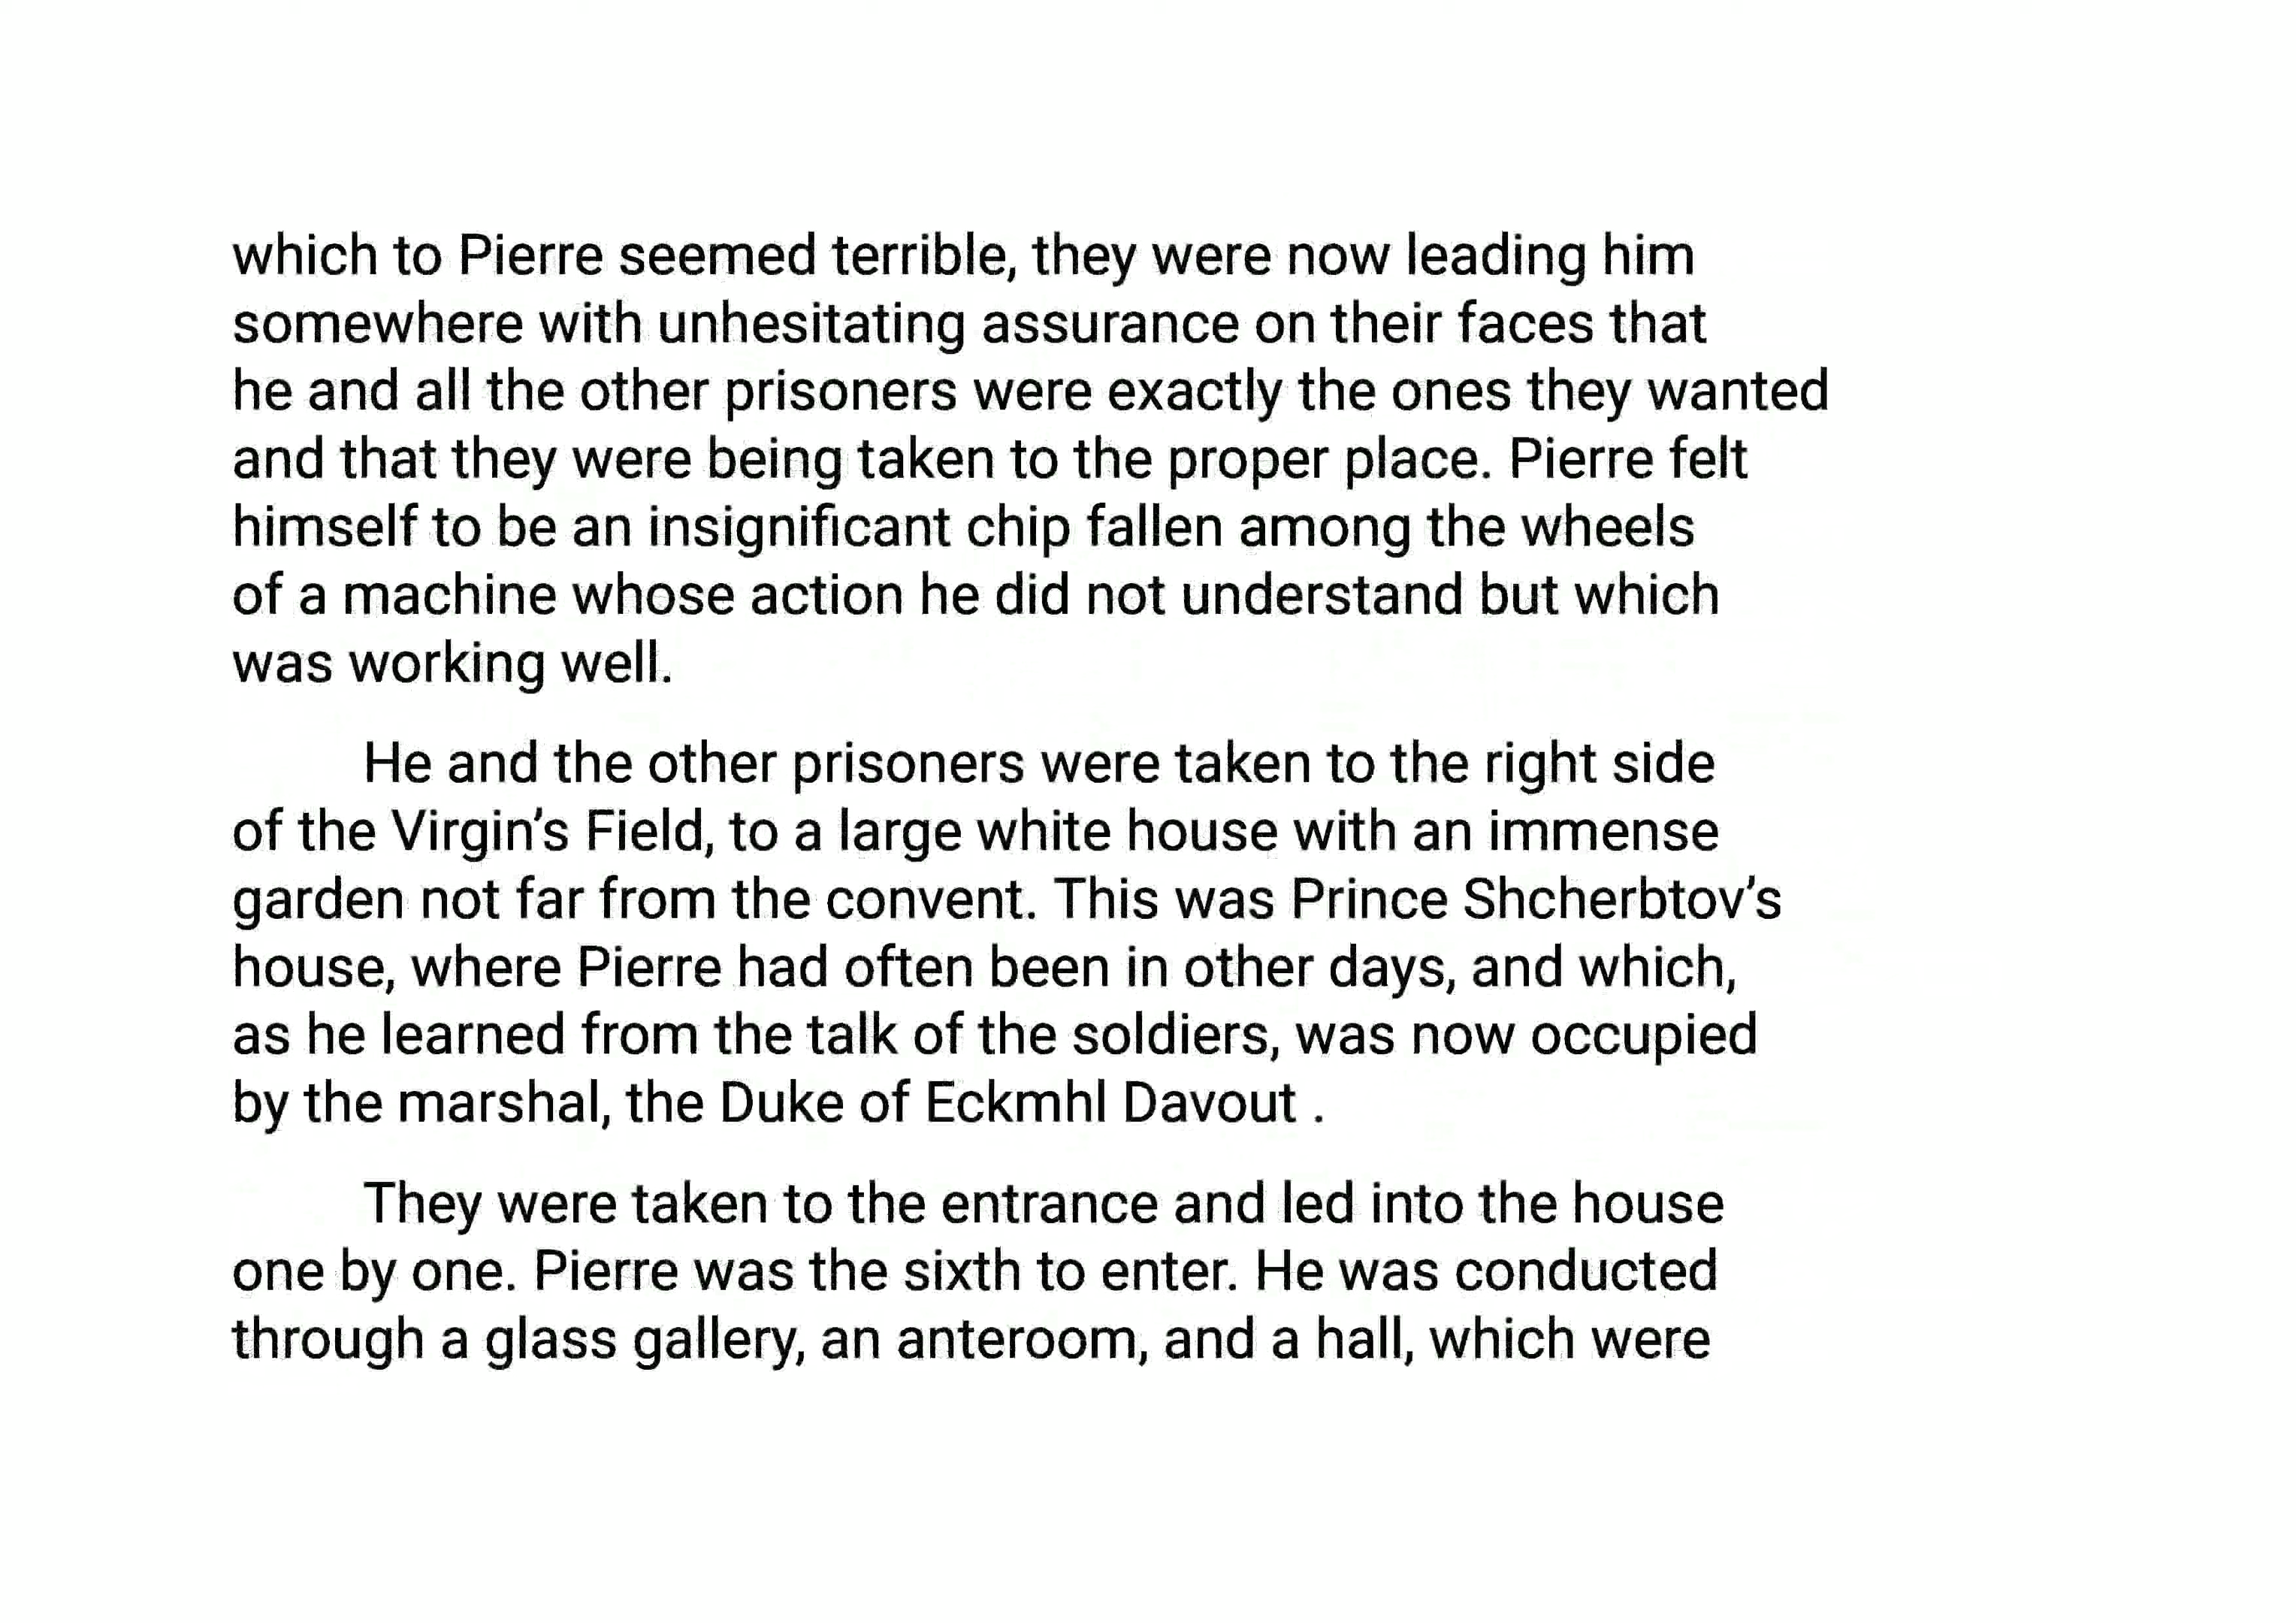 which to Pierre seemed terrible, they were now leading him
somewhere with unhesitating assurance on their faces that
he and all the other prisoners were exactly the ones they wanted
and that they were being taken to the proper place. Pierre felt
himself to be an insignificant chip fallen among the wheels
of a machine whose action he did not understand but which
was working well.
He and the other prisoners were taken to the right side
of the Virgin’s Field, to a large white house with an immense
garden not far from the convent. This was Prince Shcherbtov’s
house, where Pierre had often been in other days, and which,
as he learned from the talk of the soldiers, was now occupied
by the marshal, the Duke of Eckmhl Davout .
They were taken to the entrance and led into the house
one by one. Pierre was the sixth to enter. He was conducted
through a glass gallery, an anteroom, and a hall, which were